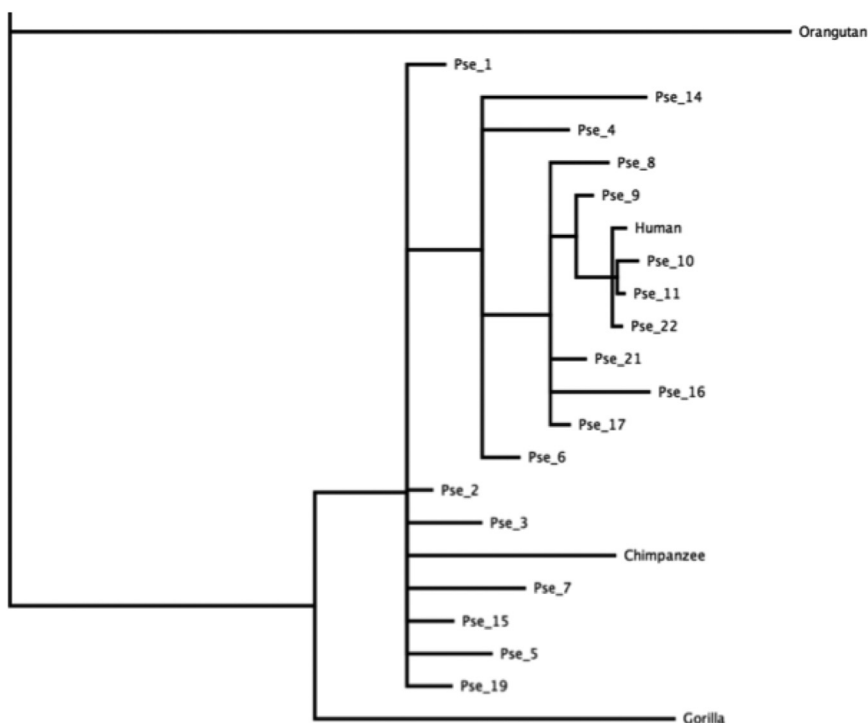 Orangutan
Pse_1
Pse_14
Pse_4
Pse_8
Pse_9
Human
Pse_10
Pse_11
Pse_22
Pse_21
Pse_16
Pse_17
Pse_6
Pse_2
Pse_3
Chimpanzee
Pse_7
Pse_15
Pse_5
Pse_19
Gorilla